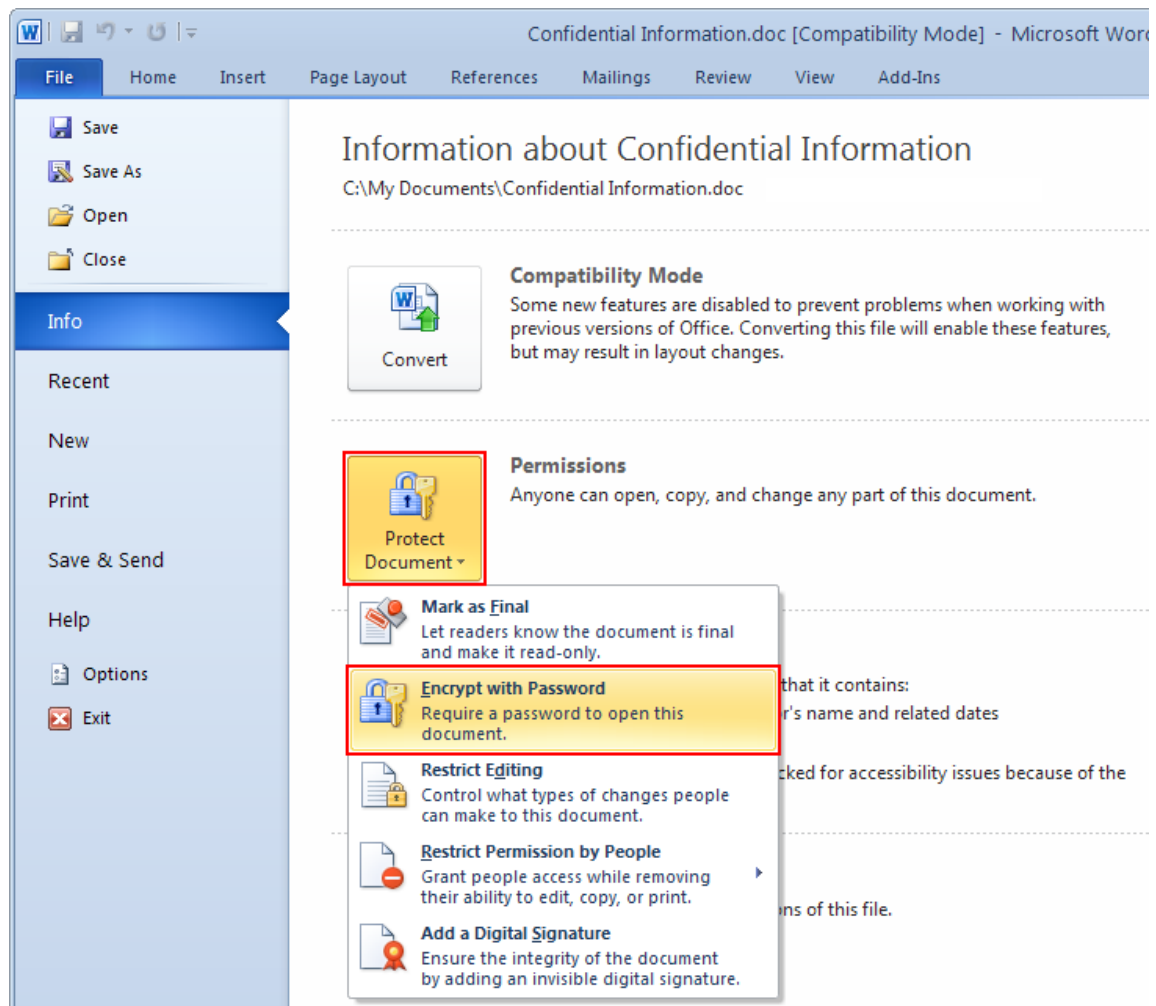 Confidential Information.doc [Compatibility Mode] - Microsoft Word
File Home Insert Page Layout References Mailings Review View Add-Ins
Save
Save As
Open
Close
Info
Recent
New
Print
Save & Send
Help
Options
Exit
Information about Confidential Information
C:\My Documents\Confidential Information.doc
Convert
Compatibility Mode
Some new features are disabled to prevent problems when working with
previous versions of Office. Converting this file will enable these features,
but may result in layout changes.
Protect
Document
Permissions
Anyone can open, copy, and change any part of this document.
Mark as Final
Let readers know the document is final
and make it read-only.
Encrypt with Password
Require a password to open this
document.
Restrict Editing
Control what types of changes people
can make to this document.
Restrict Permission by People
Grant people access while removing
their ability to edit, copy, or print.
Add a Digital Signature
Ensure the integrity of the document
by adding an invisible digital signature.
that it contains:
r's name and related dates
cked for accessibility issues because of the
ns of this file.